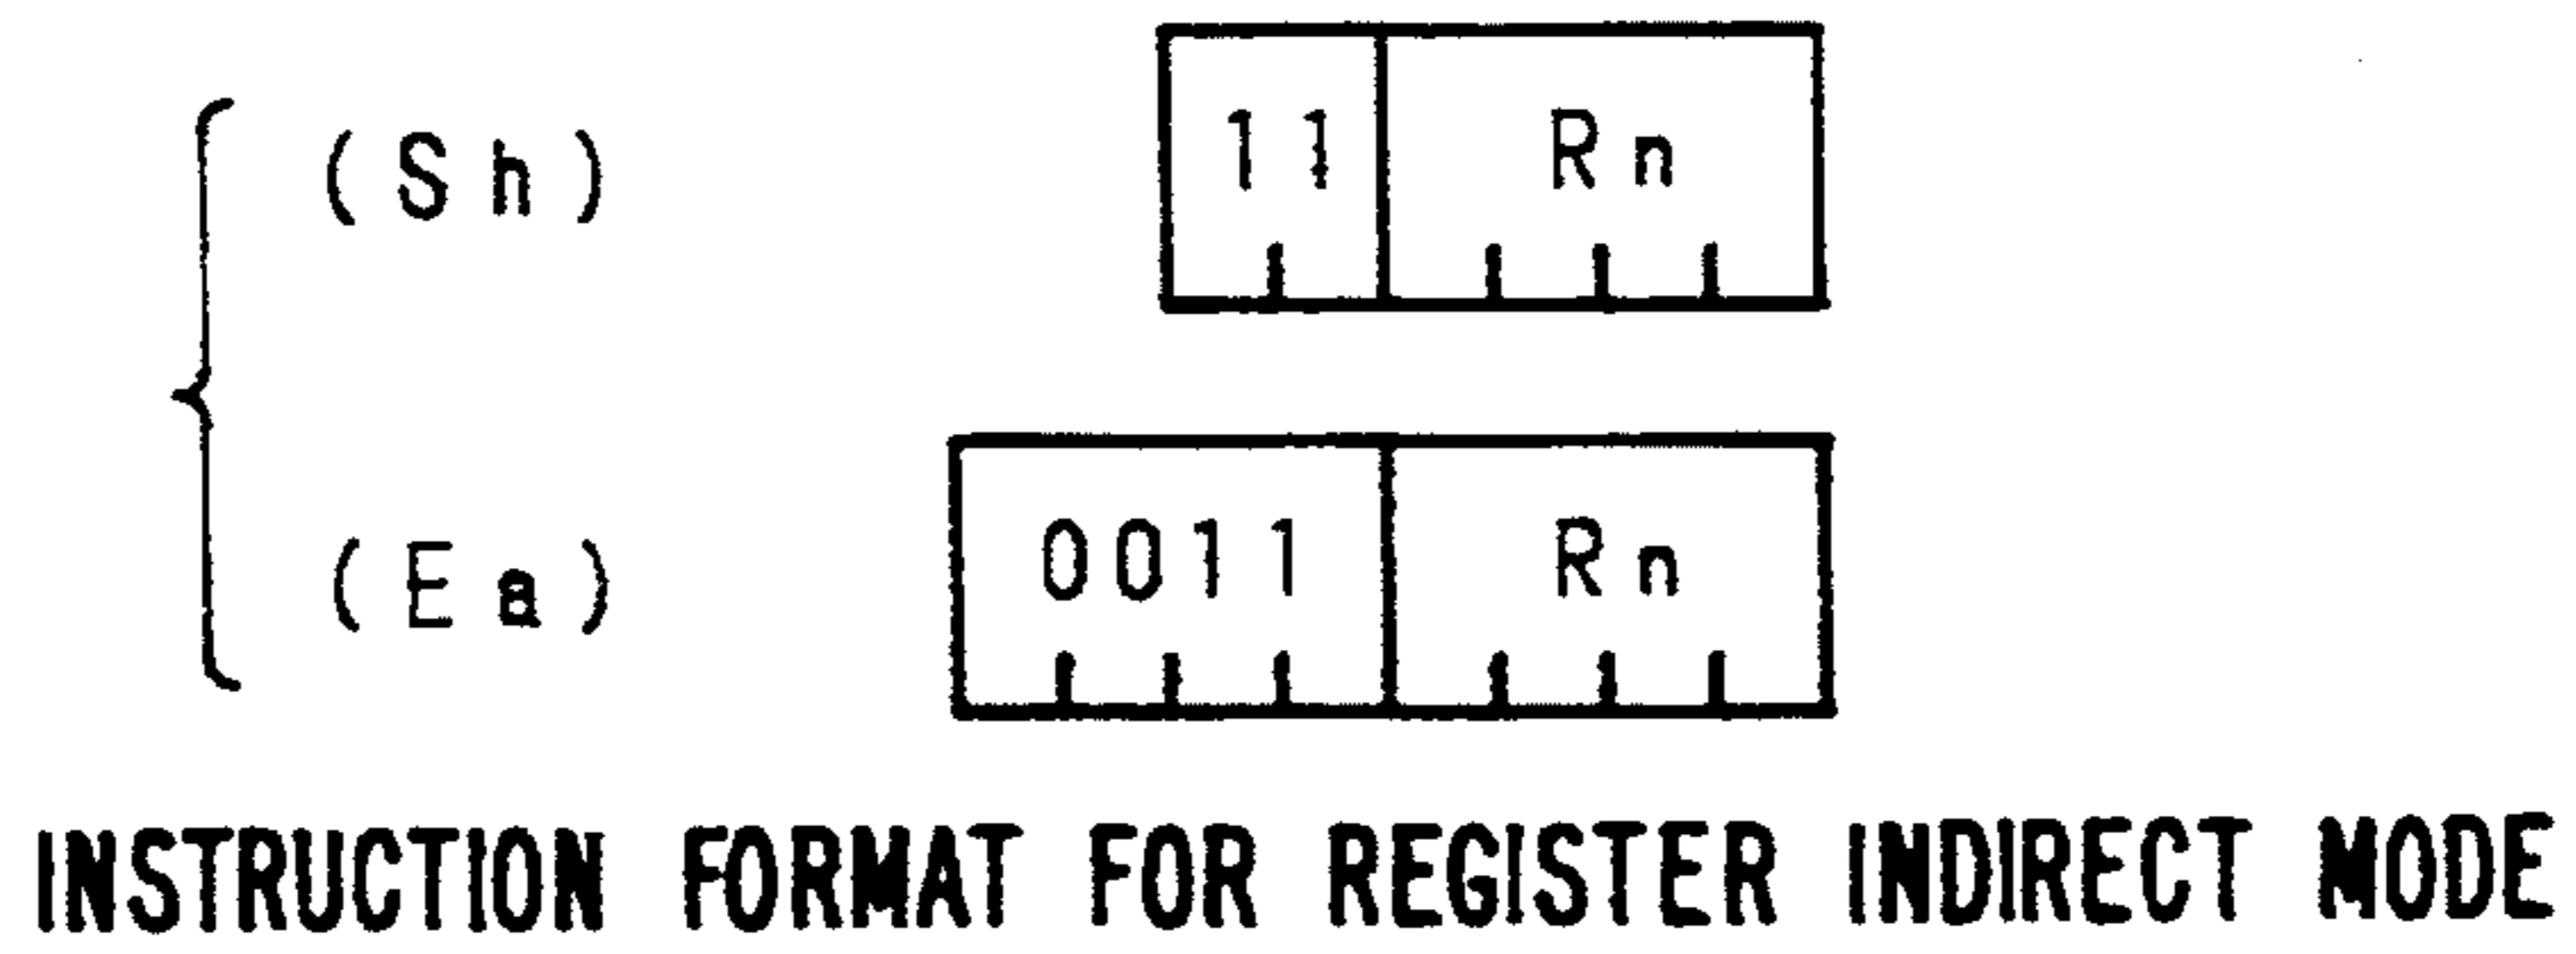 (Sh) 11 Rn
(Ea) 0011 Rn
INSTRUCTION FORMAT FOR REGISTER INDIRECT MODE